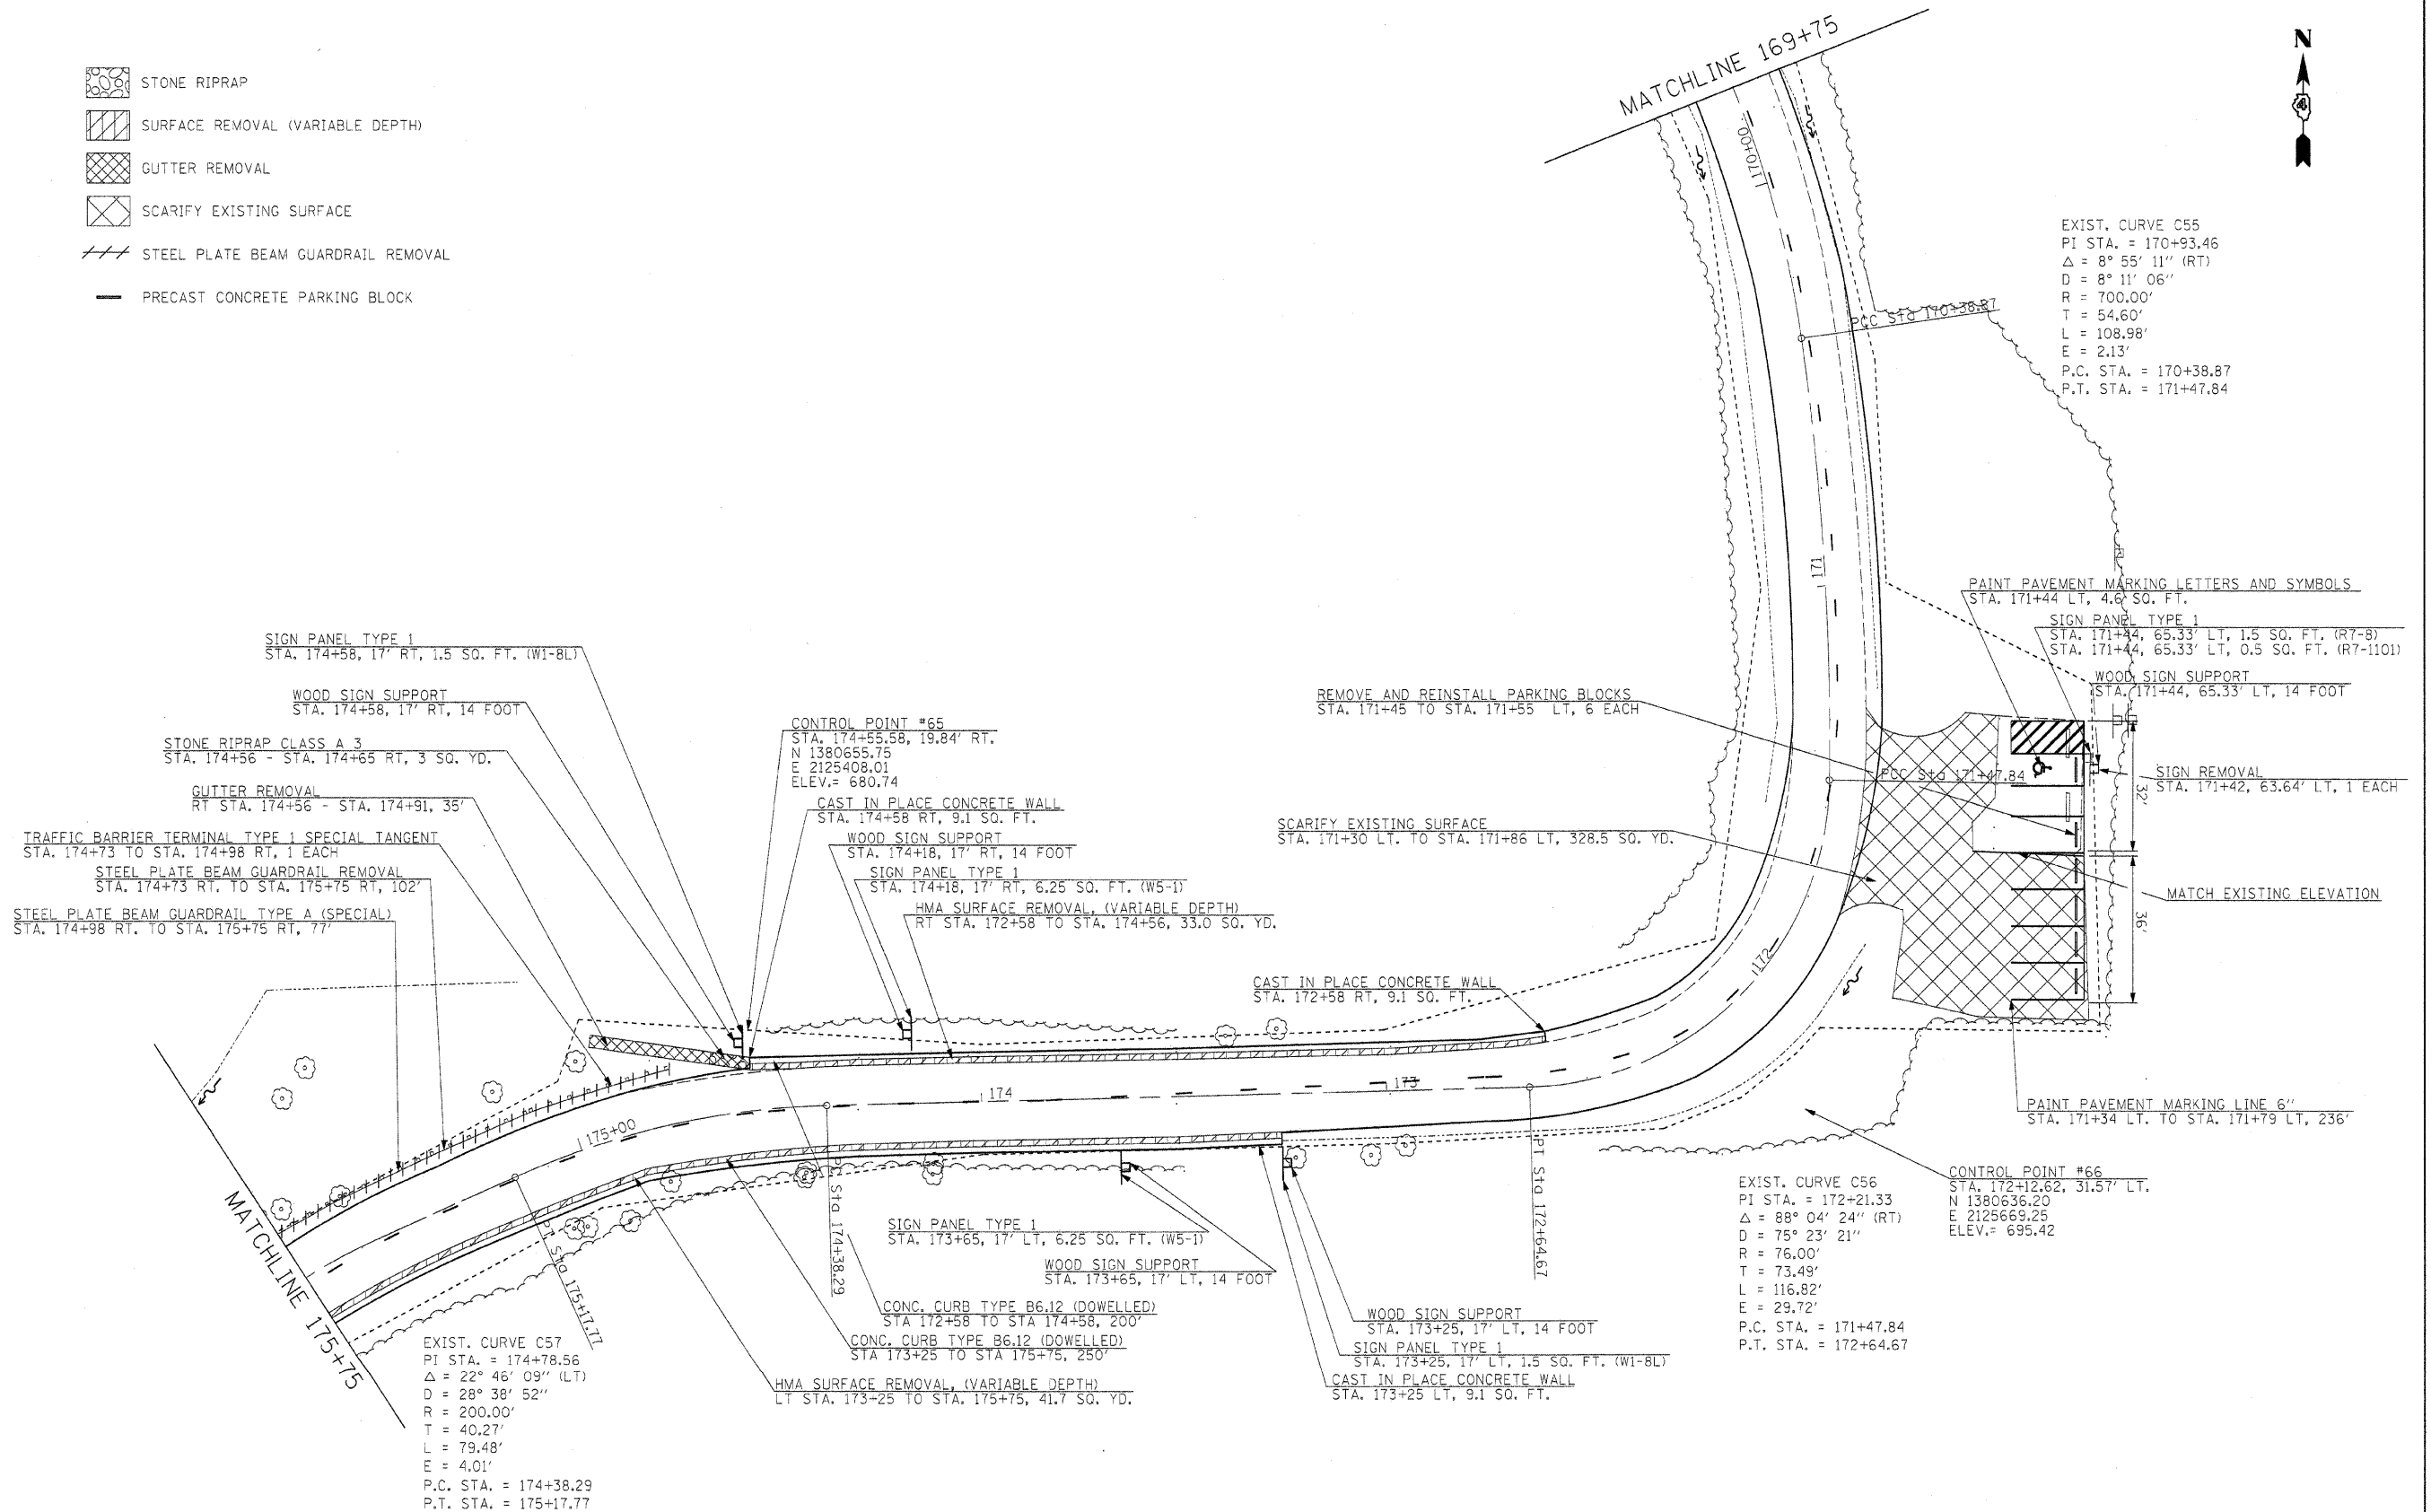 MATCHLINE 169+75
N
4
STONE RIPRAP
SURFACE REMOVAL (VARIABLE DEPTH)
GUTTER REMOVAL
SCARIFY EXISTING SURFACE
STEEL PLATE BEAM GUARDRAIL REMOVAL
PRECAST CONCRETE PARKING BLOCK
170+00
EXIST. CURVE C55
PI STA. = 170+93.46
Δ = 8° 55' 11" (RT)
D = 8° 11' 06"
R = 700.00'
T = 54.60'
L = 108.98'
E = 2.13'
P.C. STA. = 170+38.87
P.T. STA. = 171+47.84
PCC Sta 170+38.87
171
PAINT PAVEMENT MARKING LETTERS AND SYMBOLS
STA. 171+44 LT, 4.6 SQ. FT.
SIGN PANEL TYPE 1
STA. 171+44, 65.33' LT, 1.5 SQ. FT. (R7-8)
STA. 171+44, 65.33' LT, 0.5 SQ. FT. (R7-1101)
WOOD SIGN SUPPORT
STA. 171+44, 65.33' LT, 14 FOOT
REMOVE AND REINSTALL PARKING BLOCKS
STA. 171+45 TO STA. 171+55 LT, 6 EACH
PCC Sta 171+47.84
SIGN REMOVAL
STA. 171+42, 63.64' LT, 1 EACH
32'
SCARIFY EXISTING SURFACE
STA. 171+30 LT. TO STA. 171+86 LT, 328.5 SQ. YD.
MATCH EXISTING ELEVATION
36'
SIGN PANEL TYPE 1
STA. 174+58, 17' RT, 1.5 SQ. FT. (W1-8L)
WOOD SIGN SUPPORT
STA. 174+58, 17' RT, 14 FOOT
STONE RIPRAP CLASS A 3
STA. 174+56 - STA. 174+65 RT, 3 SQ. YD.
GUTTER REMOVAL
RT STA. 174+56 - STA. 174+91, 35'
TRAFFIC BARRIER TERMINAL TYPE 1 SPECIAL TANGENT
STA. 174+73 TO STA. 174+98 RT, 1 EACH
STEEL PLATE BEAM GUARDRAIL REMOVAL
STA. 174+73 RT. TO STA. 175+75 RT, 102'
STEEL PLATE BEAM GUARDRAIL TYPE A (SPECIAL)
STA. 174+98 RT. TO STA. 175+75 RT, 77'
CONTROL POINT #65
STA. 174+55.58, 19.84' RT.
N 1380655.75
E 2125408.01
ELEV.= 680.74
CAST IN PLACE CONCRETE WALL
STA. 174+58 RT, 9.1 SQ. FT.
WOOD SIGN SUPPORT
STA. 174+18, 17' RT, 14 FOOT
SIGN PANEL TYPE 1
STA. 174+18, 17' RT, 6.25 SQ. FT. (W5-1)
HMA SURFACE REMOVAL, (VARIABLE DEPTH)
RT STA. 172+58 TO STA. 174+56, 33.0 SQ. YD.
CAST IN PLACE CONCRETE WALL
STA. 172+58 RT, 9.1 SQ. FT.
172
173
174
175+00
PAINT PAVEMENT MARKING LINE 6"
STA. 171+34 LT. TO STA. 171+79 LT, 236'
CONTROL POINT #66
STA. 172+12.62, 31.57' LT.
N 1380636.20
E 2125669.25
ELEV.= 695.42
EXIST. CURVE C56
PI STA. = 172+21.33
Δ = 88° 04' 24" (RT)
D = 75° 23' 21"
R = 76.00'
T = 73.49'
L = 116.82'
E = 29.72'
P.C. STA. = 171+47.84
P.T. STA. = 172+64.67
PT Sta 172+64.67
Sta 174+38.29
PT Sta 175+17.77
SIGN PANEL TYPE 1
STA. 173+65, 17' LT, 6.25 SQ. FT. (W5-1)
WOOD SIGN SUPPORT
STA. 173+65, 17' LT, 14 FOOT
CONC. CURB TYPE B6.12 (DOWELLED)
STA 172+58 TO STA 174+58, 200'
CONC. CURB TYPE B6.12 (DOWELLED)
STA 173+25 TO STA 175+75, 250'
HMA SURFACE REMOVAL, (VARIABLE DEPTH)
LT STA. 173+25 TO STA. 175+75, 41.7 SQ. YD.
WOOD SIGN SUPPORT
STA. 173+25, 17' LT, 14 FOOT
SIGN PANEL TYPE 1
STA. 173+25, 17' LT, 1.5 SQ. FT. (W1-8L)
CAST IN PLACE CONCRETE WALL
STA. 173+25 LT, 9.1 SQ. FT.
MATCHLINE 175+75
EXIST. CURVE C57
PI STA. = 174+78.56
Δ = 22° 46' 09" (LT)
D = 28° 38' 52"
R = 200.00'
T = 40.27'
L = 79.48'
E = 4.01'
P.C. STA. = 174+38.29
P.T. STA. = 175+17.77